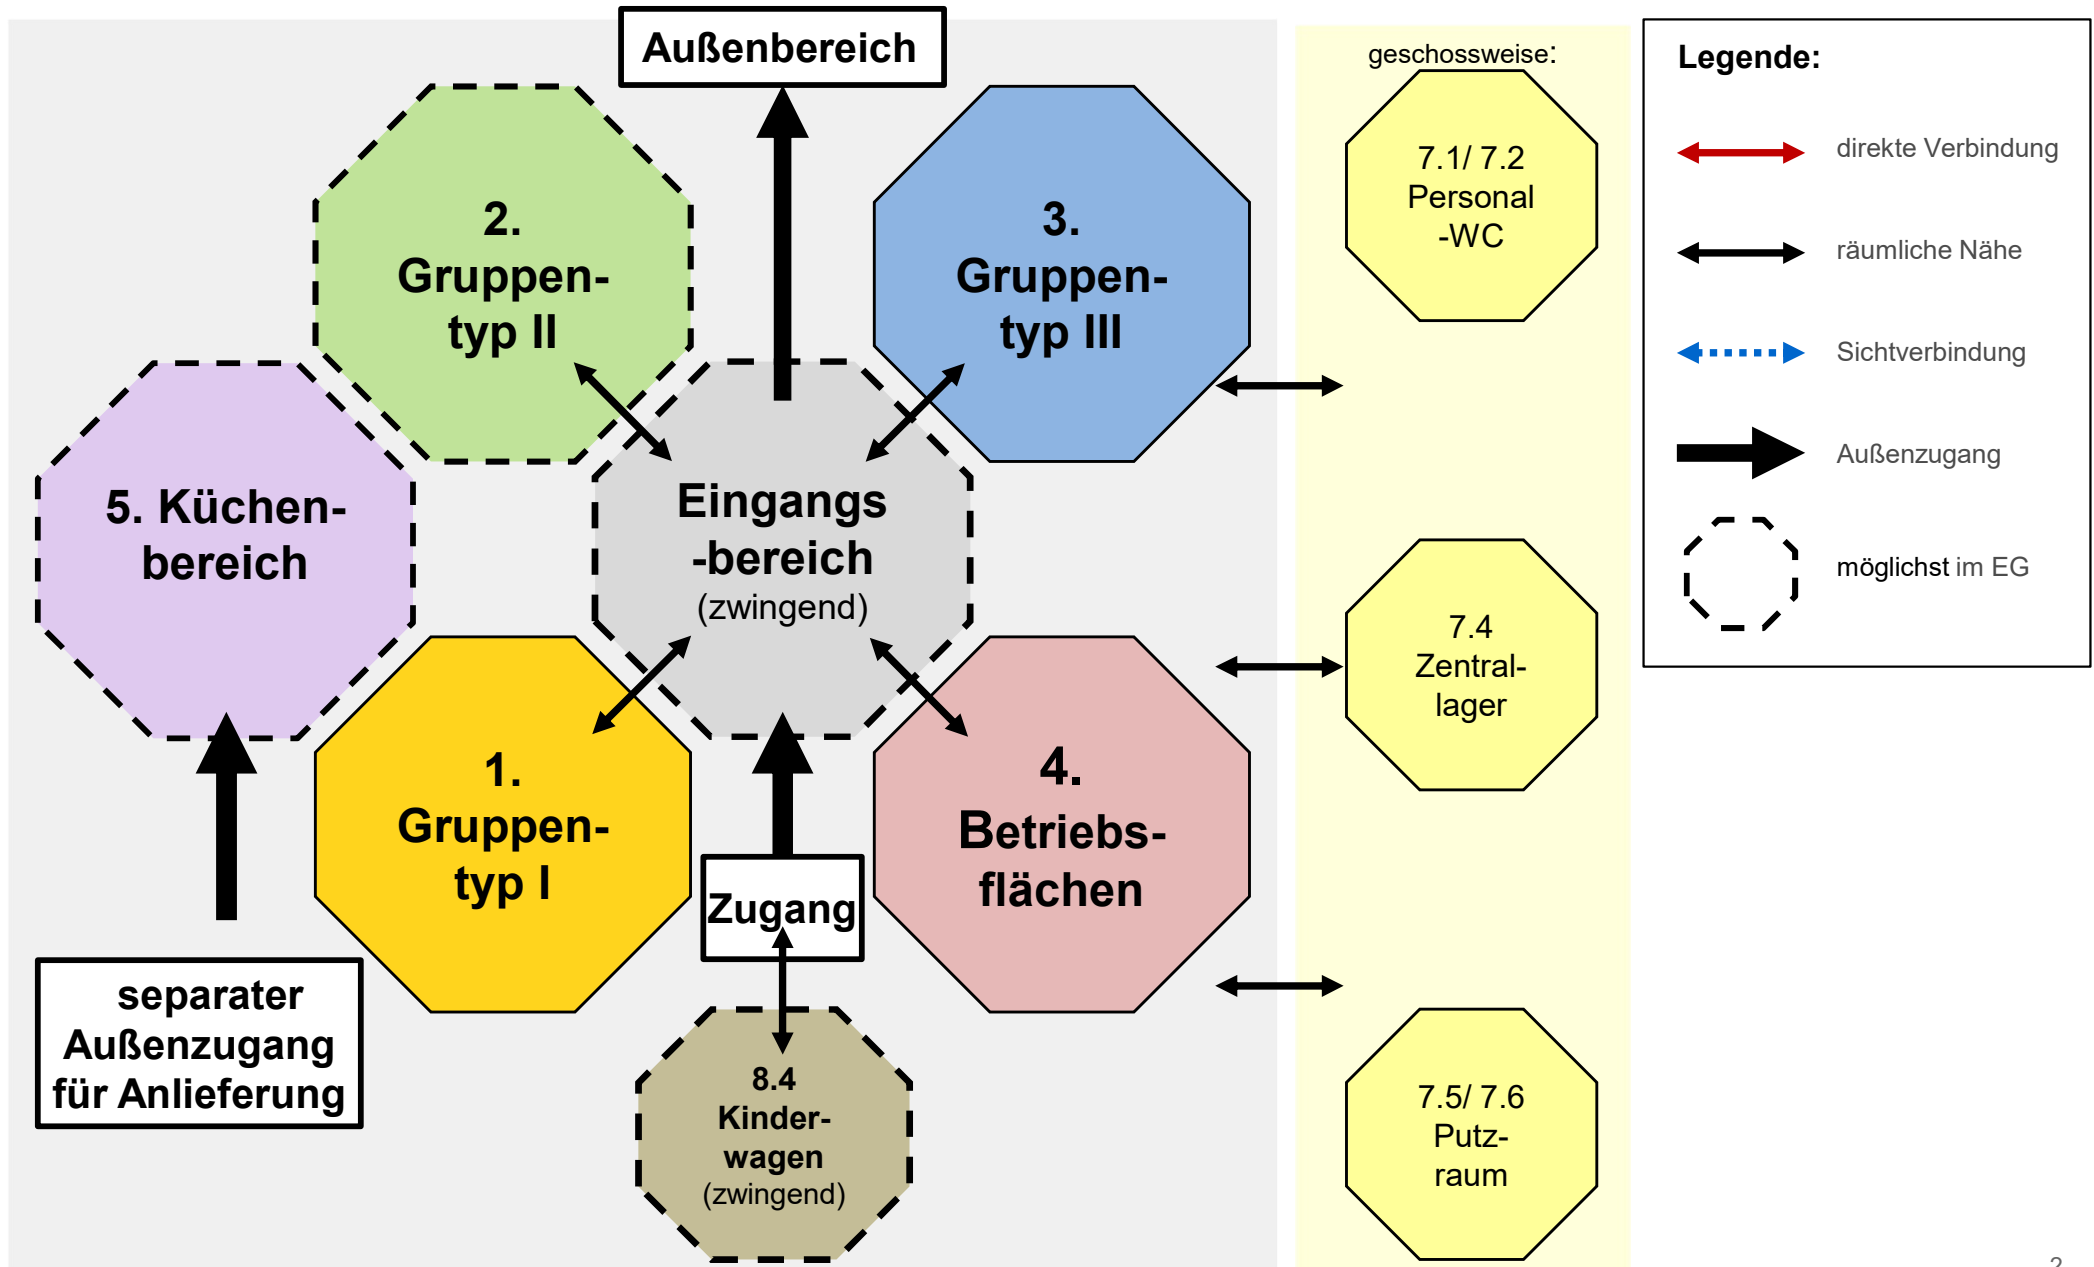 Außenbereich
geschossweise:
Legende:
direkte Verbindung
räumliche Nähe
Sichtverbindung
Außenzugang
möglichst im EG
2.
Gruppen-
typ II
3.
Gruppen-
typ III
7.1/ 7.2
Personal
-WC
5. Küchen-
bereich
Eingangs
-bereich
(zwingend)
7.4
Zentral-
lager
1.
Gruppen-
typ I
4.
Betriebs-
flächen
Zugang
separater
Außenzugang
für Anlieferung
8.4
Kinder-
wagen
(zwingend)
7.5/ 7.6
Putz-
raum
2